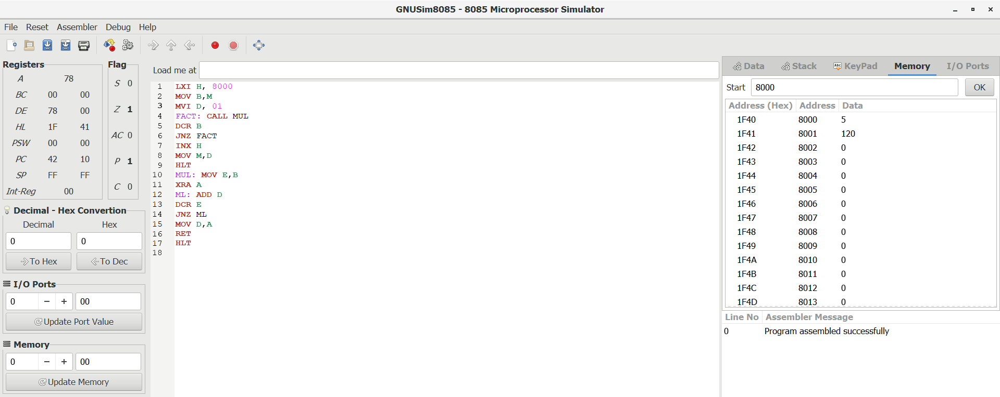 GNUSim8085 - 8085 Microprocessor Simulator
File Reset Assembler Debug Help
Registers
A 78
BC 00 00
DE 78 00
HL 1F 41
PSW 00 00
PC 42 10
SP FF FF
Int-Reg 00
Flag
S 0
Z 1
AC 0
P 1
C 0
Decimal - Hex Convertion
Decimal Hex
0 0
To Hex To Dec
I/O Ports
0 − + 00
Update Port Value
Memory
0 − + 00
Update Memory
Load me at
1 LXI H, 8000
2 MOV B,M
3 MVI D, 01
4 FACT: CALL MUL
5 DCR B
6 JNZ FACT
7 INX H
8 MOV M,D
9 HLT
10 MUL: MOV E,B
11 XRA A
12 ML: ADD D
13 DCR E
14 JNZ ML
15 MOV D,A
16 RET
17 HLT
18
Data Stack Abc KeyPad Memory I/O Ports
Start 8000 OK
Address (Hex) Address Data
1F40 8000 5
1F41 8001 120
1F42 8002 0
1F43 8003 0
1F44 8004 0
1F45 8005 0
1F46 8006 0
1F47 8007 0
1F48 8008 0
1F49 8009 0
1F4A 8010 0
1F4B 8011 0
1F4C 8012 0
1F4D 8013 0
Line No Assembler Message
0 Program assembled successfully